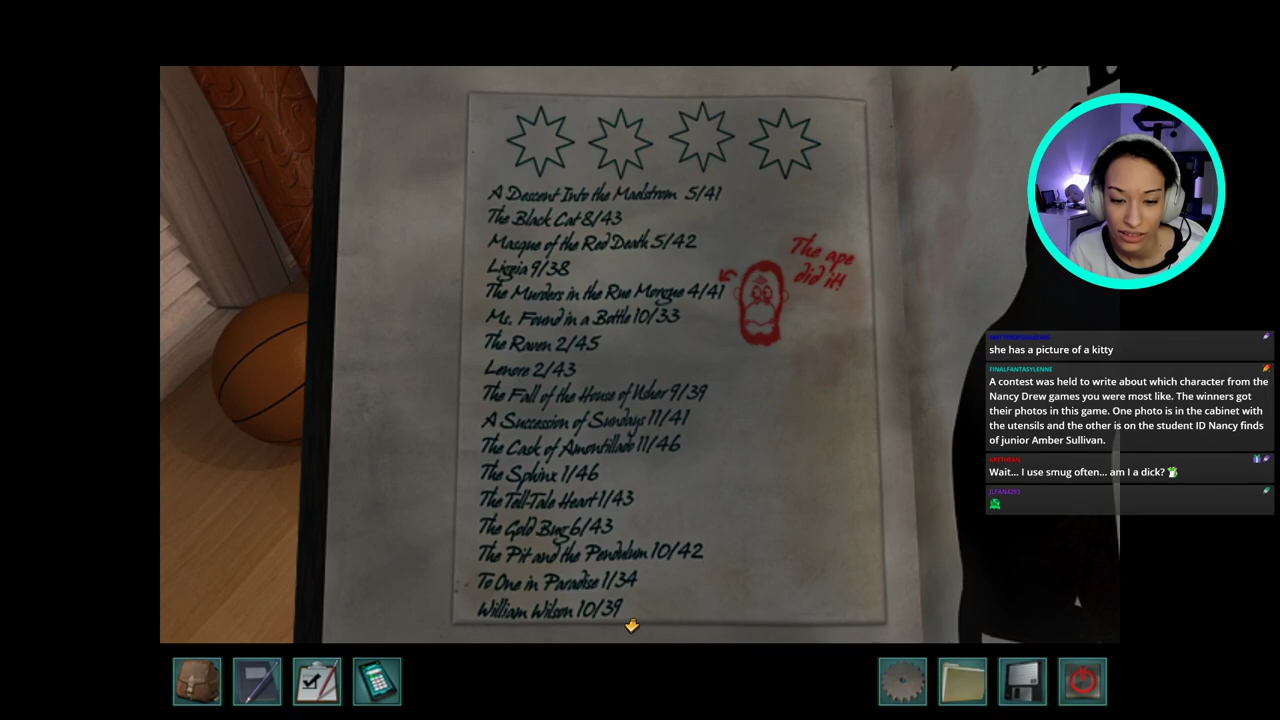 A Descent Into the Maelstrom 5/41
The Black Cat 8/43
Masque of the Red Death 5/42
Ligeia 9/38
The Murders in the Rue Morgue 4/41
Ms. Found in a Bottle 10/33
The Raven 2/45
Lenore 2/43
The Fall of the House of Usher 9/39
A Succession of Sundays 11/41
The Cask of Amontillado 11/46
The Sphinx 1/46
The Tell-Tale Heart 1/43
The Gold Bug 6/43
The Pit and the Pendulum 10/42
To One in Paradise 1/34
William Wilson 10/39
The ape
did it!
she has a picture of a kitty
FINALFANTASYLENNE
A contest was held to write about which character from the
Nancy Drew games you were most like. The winners got
their photos in this game. One photo is in the cabinet with
the utensils and the other is on the student ID Nancy finds
of junior Amber Sullivan.
Wait... I use smug often... am I a dick?
JLFAN4293